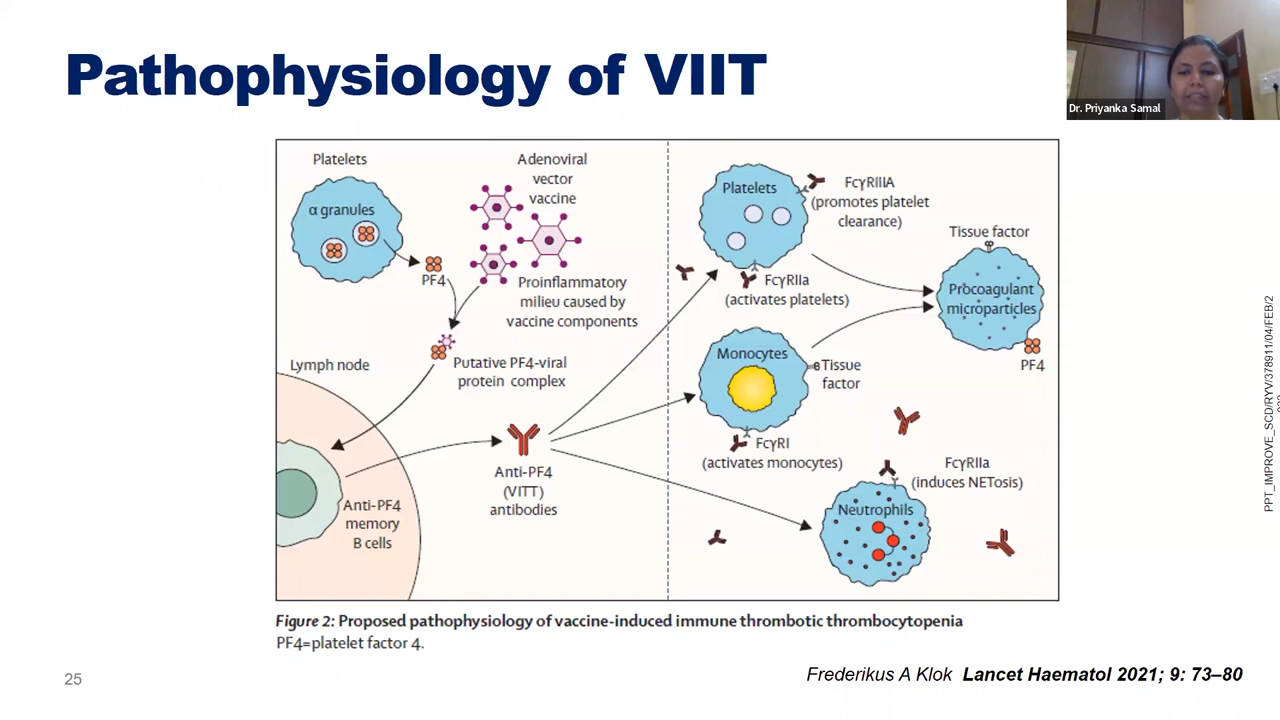 Pathophysiology of VIIT
Dr. Priyanka Samal
Platelets
α granules
PF4
Adenoviral
vector
vaccine
Proinflammatory
milieu caused by
vaccine components
Putative PF4-viral
protein complex
Lymph node
Anti-PF4
memory
B cells
Anti-PF4
(VITT)
antibodies
Platelets
FcγRIIIA
(promotes platelet
clearance)
FcγRIIa
(activates platelets)
Monocytes
Tissue
factor
FcγRI
(activates monocytes)
Tissue factor
Procoagulant
microparticles
PF4
FcγRIIa
(induces NETosis)
Neutrophils
Figure 2: Proposed pathophysiology of vaccine-induced immune thrombotic thrombocytopenia
PF4=platelet factor 4.
Frederikus A Klok Lancet Haematol 2021; 9: 73–80
25
PPT_IMPROVE_SCD/RYV/378911/04/FEB/2